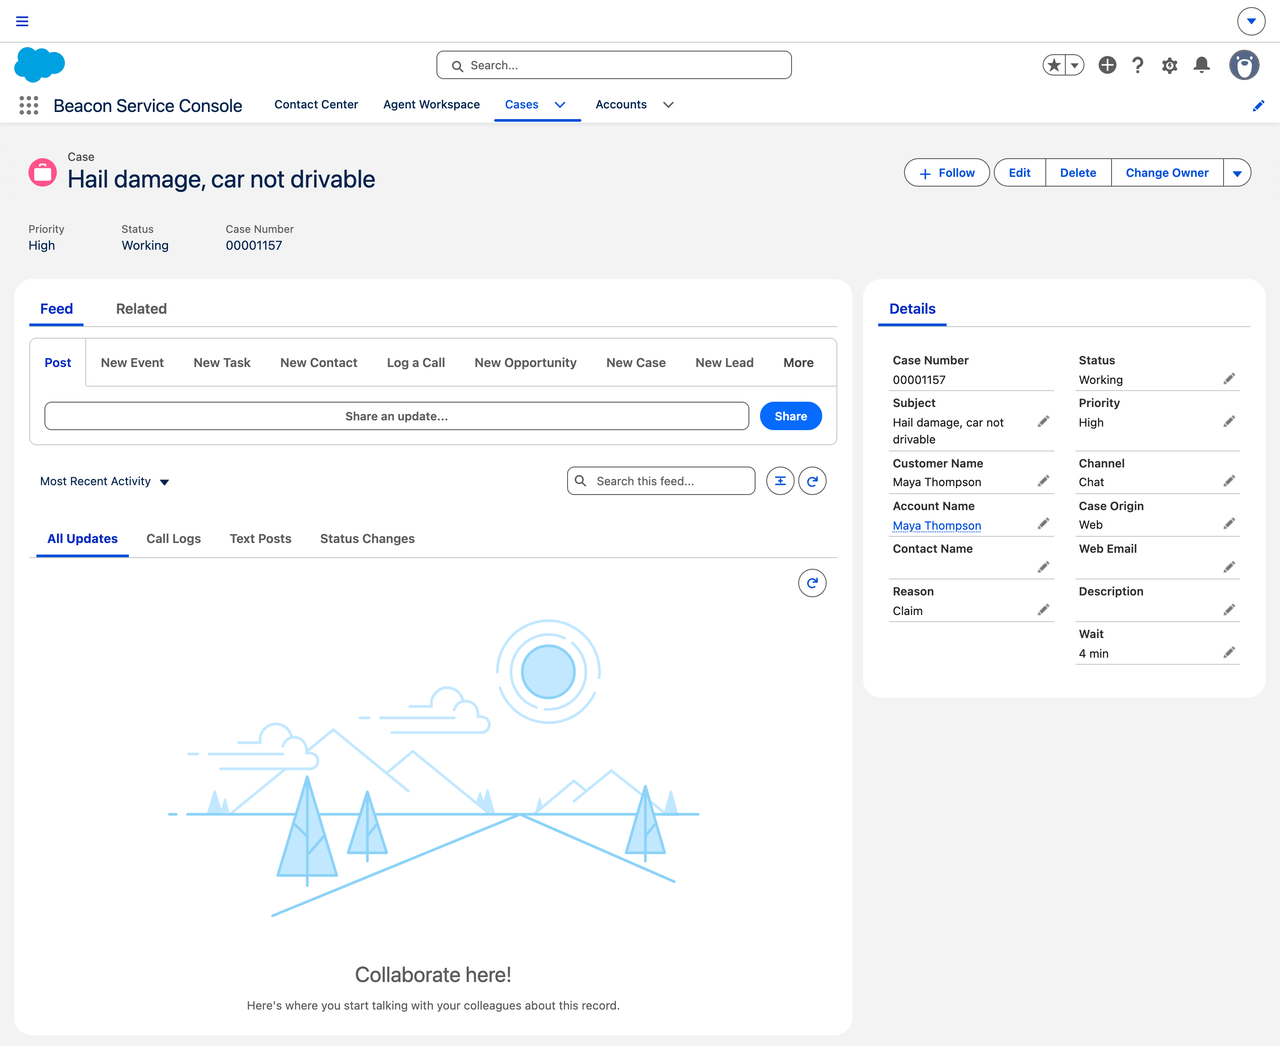 Search...
Beacon Service Console
Contact Center
Agent Workspace
Cases
Accounts
Case
Hail damage, car not drivable
Follow
Edit
Delete
Change Owner
Priority
High
Status
Working
Case Number
00001157
Feed
Related
Post
New Event
New Task
New Contact
Log a Call
New Opportunity
New Case
New Lead
More
Share an update...
Share
Most Recent Activity
Search this feed...
All Updates
Call Logs
Text Posts
Status Changes
Collaborate here!
Here's where you start talking with your colleagues about this record.
Details
Case Number
00001157
Status
Working
Subject
Hail damage, car not
drivable
Priority
High
Customer Name
Maya Thompson
Channel
Chat
Account Name
Maya Thompson
Case Origin
Web
Contact Name
Web Email
Reason
Claim
Description
Wait
4 min